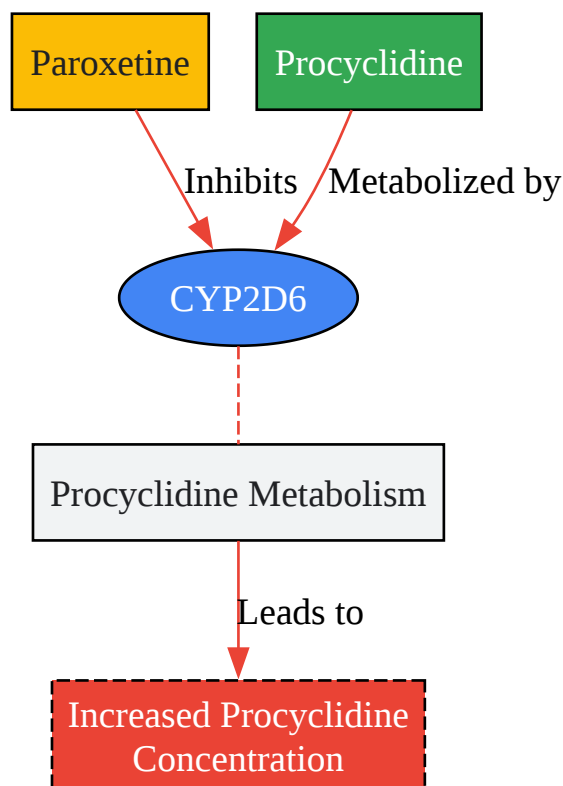 Paroxetine
Procyclidine
Inhibits
Metabolized by
CYP2D6
Procyclidine Metabolism
Leads to
Increased Procyclidine
Concentration